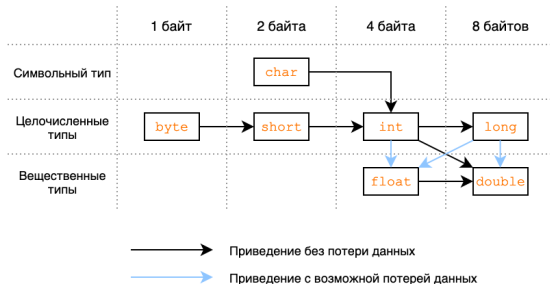 1 байт 2 байта 4 байта 8 байтов
Символьный тип char
Целочисленные
типы
byte short int long
Вещественные
типы
float double
Приведение без потери данных
Приведение с возможной потерей данных